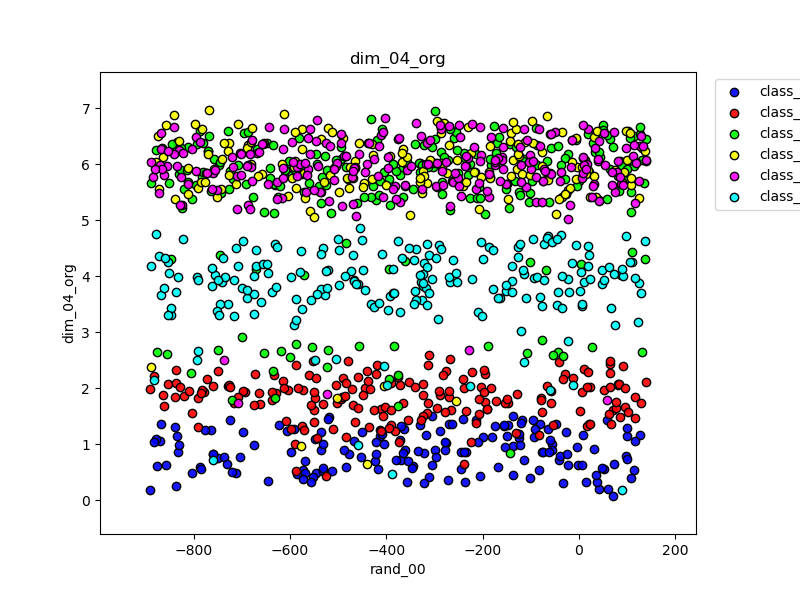 dim_04_org
7
6
5
4
3
2
1
0
dim_04_org
−800
−600
−400
−200
0
200
rand_00
class_
class_
class_
class_
class_
class_